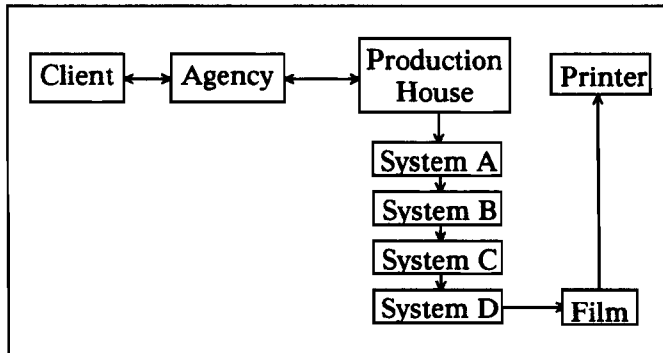 Client
Agency
Production
House
Printer
System A
System B
System C
System D
Film